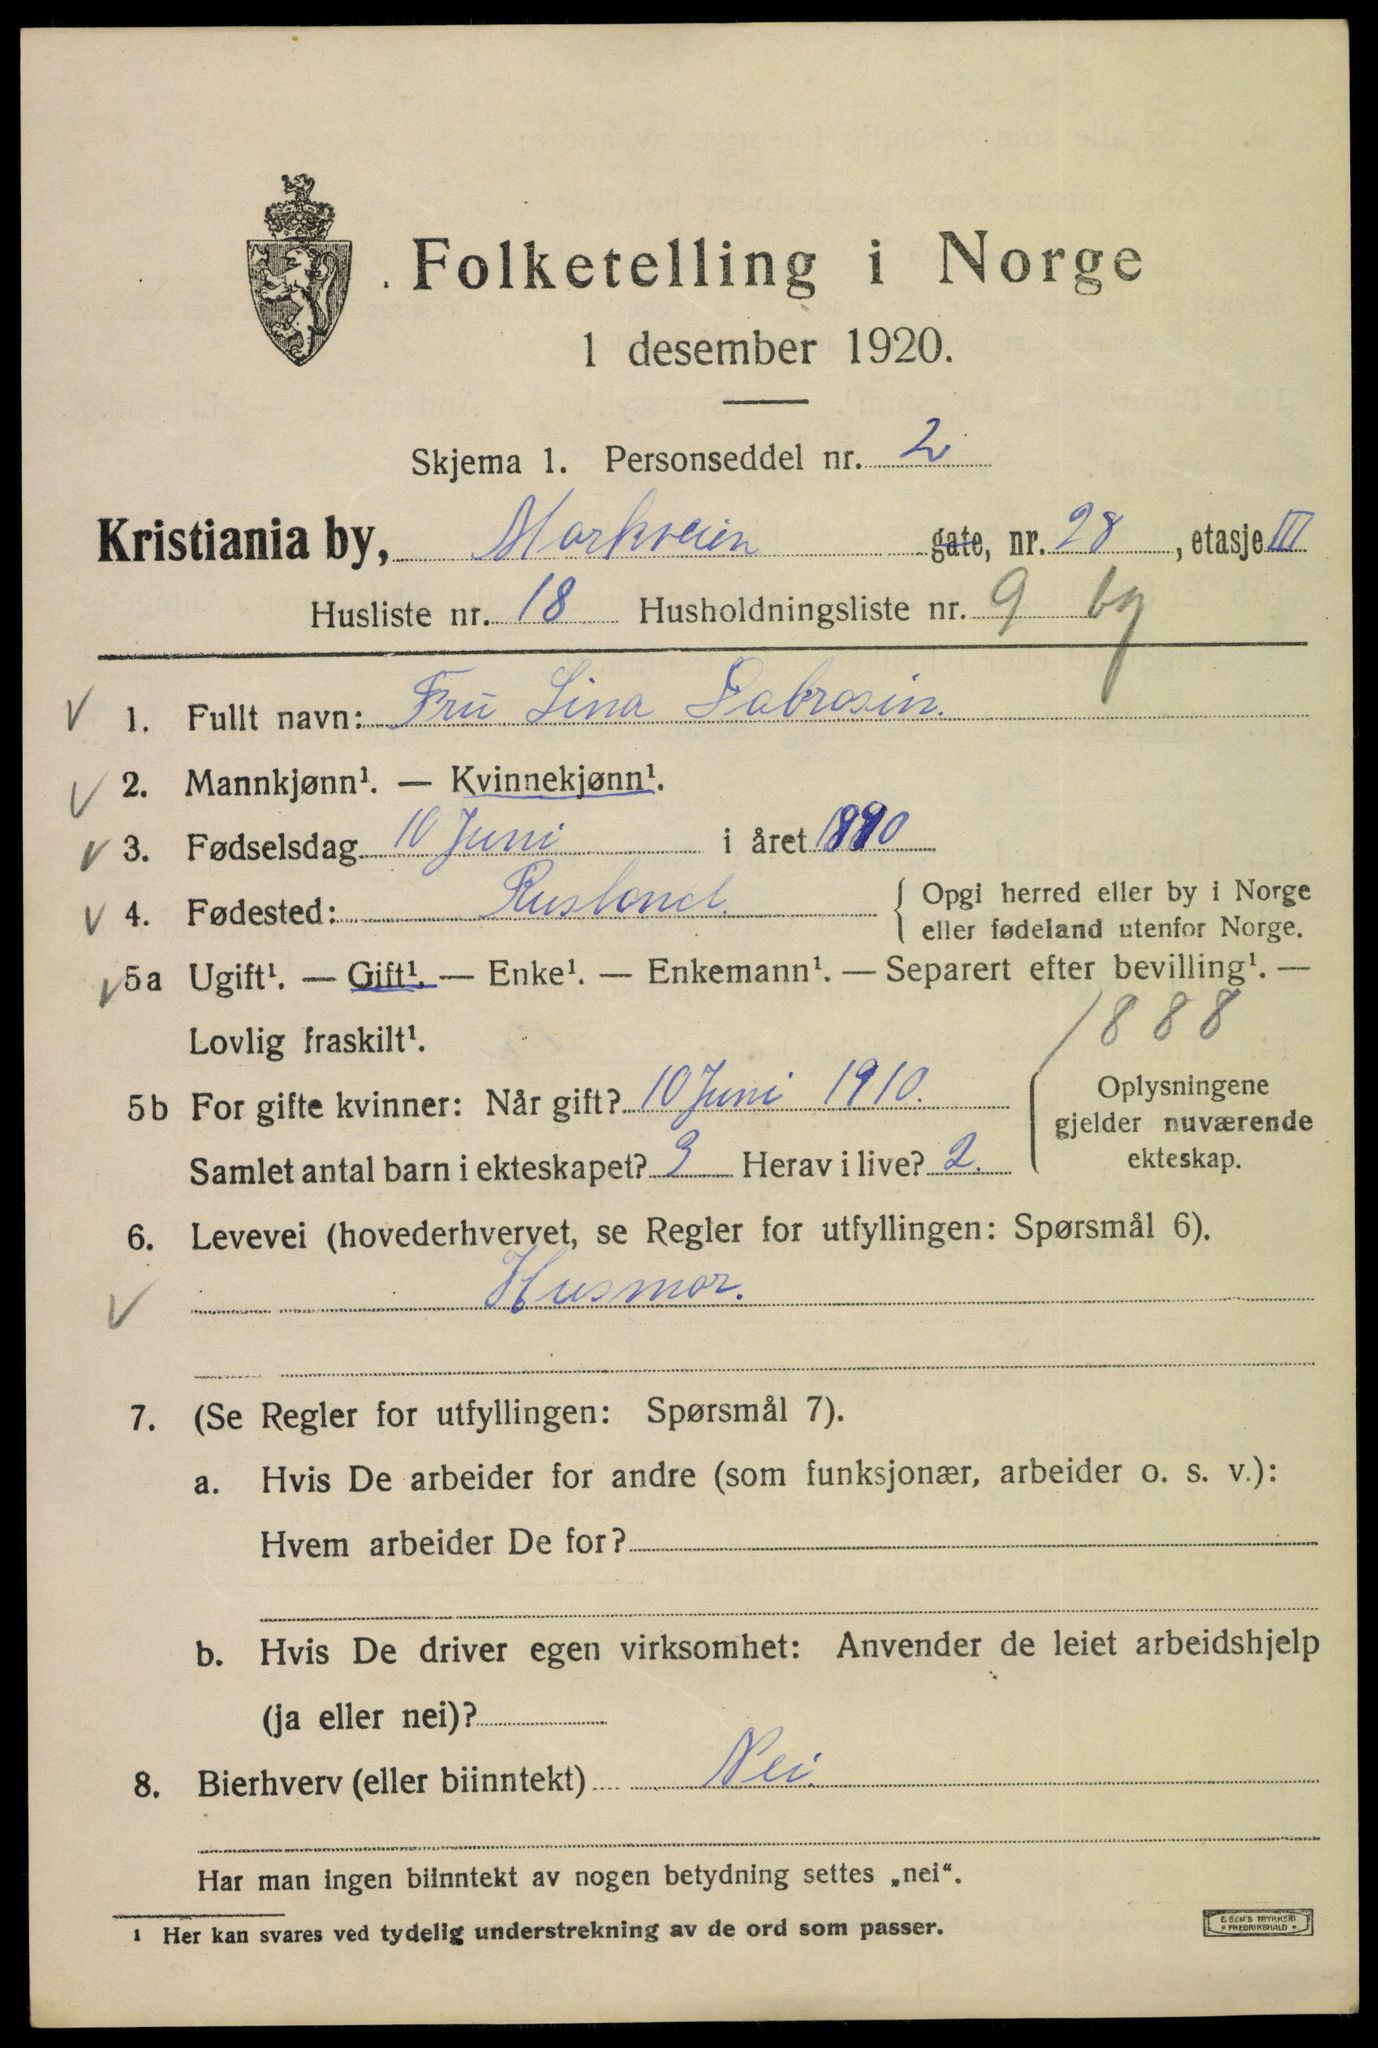 Folketelling i Norge
1 desember 1920.
Skjema 1. Personseddel nr. 2
Kristiania by, Markveien gate, nr. 28, etasje III
Husliste nr. 18 Husholdningsliste nr. 9 bg
1. Fullt navn: Fru Lina Dabrosin.
2. Mannkjønn¹. — Kvinnekjønn¹.
3. Fødselsdag 10 Juni i året 1890
4. Fødested: Rusland. { Opgi herred eller by i Norge
eller fødeland utenfor Norge.
5a Ugift¹. — Gift¹. — Enke¹. — Enkemann¹. — Separert efter bevilling¹. —
Lovlig fraskilt¹. 1888
5b For gifte kvinner: Når gift? 10 Juni 1910. { Oplysningene
gjelder nuværende
Samlet antal barn i ekteskapet? 3 Herav i live? 2. ekteskap.
6. Levevei (hovederhvervet, se Regler for utfyllingen: Spørsmål 6).
Husmor.
7. (Se Regler for utfyllingen: Spørsmål 7).
a. Hvis De arbeider for andre (som funksjonær, arbeider o. s. v.):
Hvem arbeider De for?
b. Hvis De driver egen virksomhet: Anvender de leiet arbeidshjelp
(ja eller nei)?
8. Bierhverv (eller biinntekt) Nei.
Har man ingen biinntekt av nogen betydning settes „nei“.
¹ Her kan svares ved tydelig understrekning av de ord som passer.
E. SEM'S TRYKKERI
FREDRIKSHALD